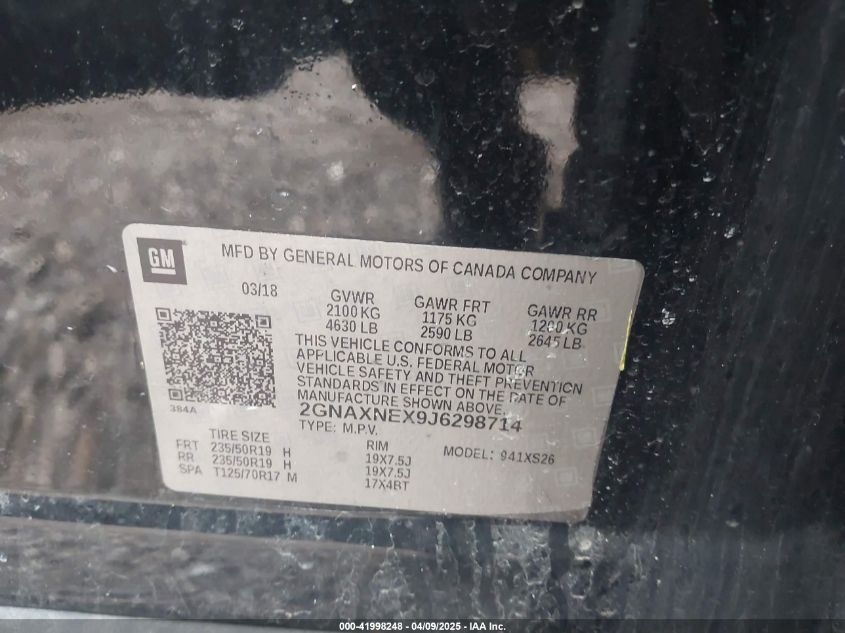 GM
MFD BY GENERAL MOTORS OF CANADA COMPANY
03/18
GVWR
2100 KG
4630 LB
GAWR FRT
1175 KG
2590 LB
GAWR RR
1200 KG
2645 LB
THIS VEHICLE CONFORMS TO ALL
APPLICABLE U.S. FEDERAL MOTOR
VEHICLE SAFETY AND THEFT PREVENTION
STANDARDS IN EFFECT ON THE DATE OF
MANUFACTURE SHOWN ABOVE.
384A
2GNAXNEX9J6298714
TYPE: M.P.V.
MODEL: 941XS26
TIRE SIZE RIM
FRT 235/50R19 H 19X7.5J
RR 235/50R19 H 19X7.5J
SPA T125/70R17 M 17X4BT
000-41998248 - 04/09/2025 - IAA Inc.